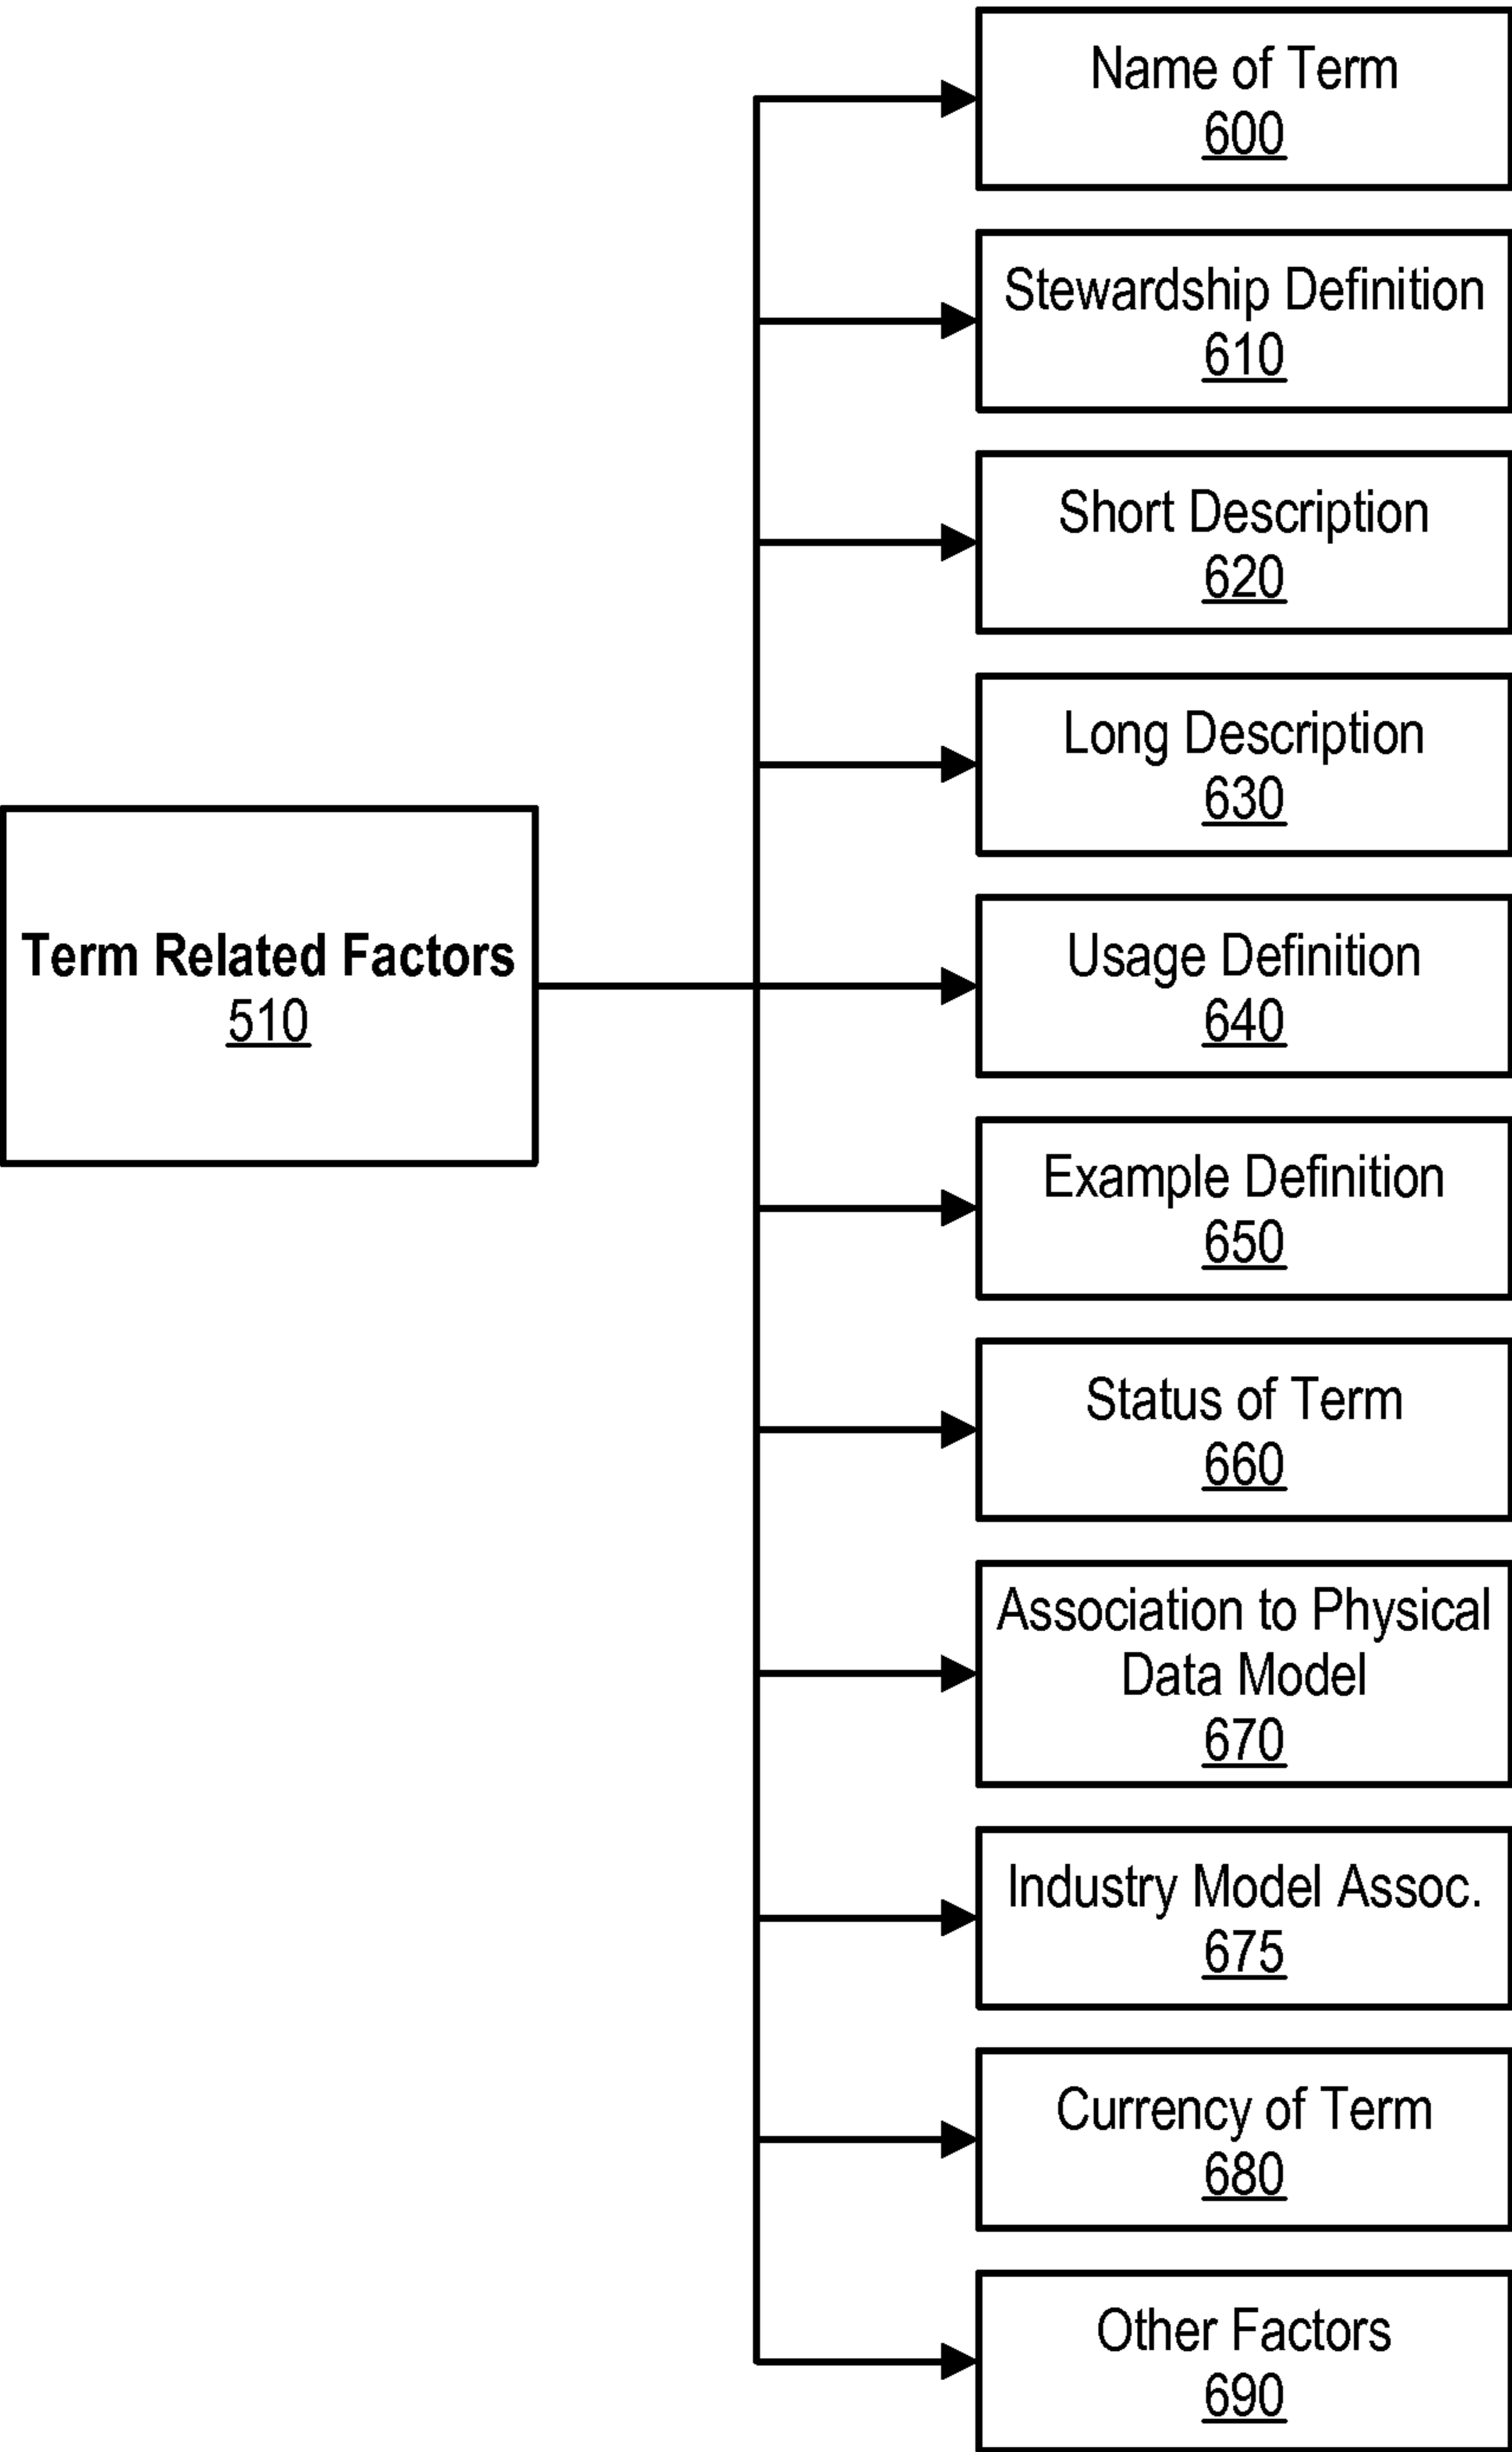 Name of Term
600
Stewardship Definition
610
Short Description
620
Long Description
630
Term Related Factors
510
Usage Definition
640
Example Definition
650
Status of Term
660
Association to Physical
Data Model
670
Industry Model Assoc.
675
Currency of Term
680
Other Factors
690